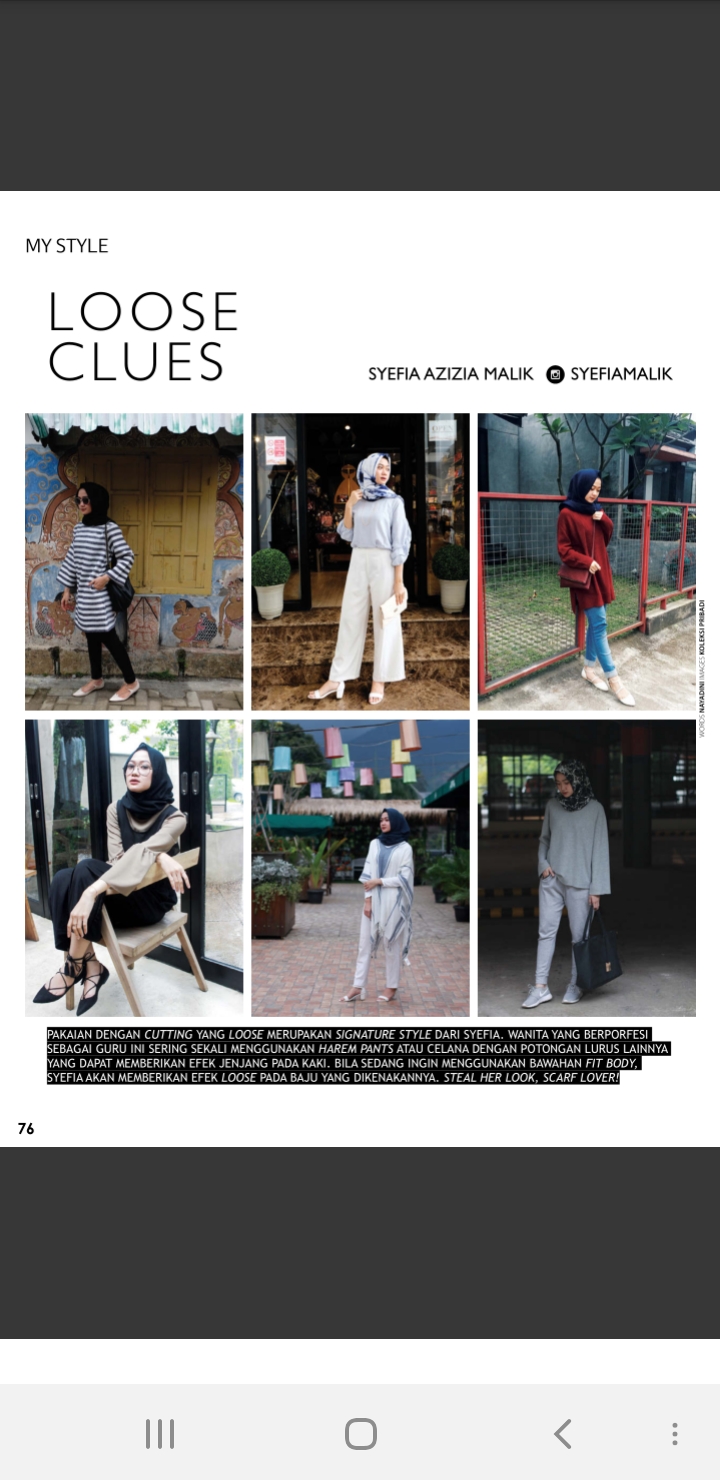 MY STYLE
LOOSE
CLUES
SYEFIA AZIZIA MALIK SYEFIAMALIK
WORDS NAYADINI IMAGES KOLEKSI PRIBADI
PAKAIAN DENGAN CUTTING YANG LOOSE MERUPAKAN SIGNATURE STYLE DARI SYEFIA. WANITA YANG BERPORFESI
SEBAGAI GURU INI SERING SEKALI MENGGUNAKAN HAREM PANTS ATAU CELANA DENGAN POTONGAN LURUS LAINNYA
YANG DAPAT MEMBERIKAN EFEK JENJANG PADA KAKI. BILA SEDANG INGIN MENGGUNAKAN BAWAHAN FIT BODY,
SYEFIA AKAN MEMBERIKAN EFEK LOOSE PADA BAJU YANG DIKENAKANNYA. STEAL HER LOOK, SCARF LOVER!
76